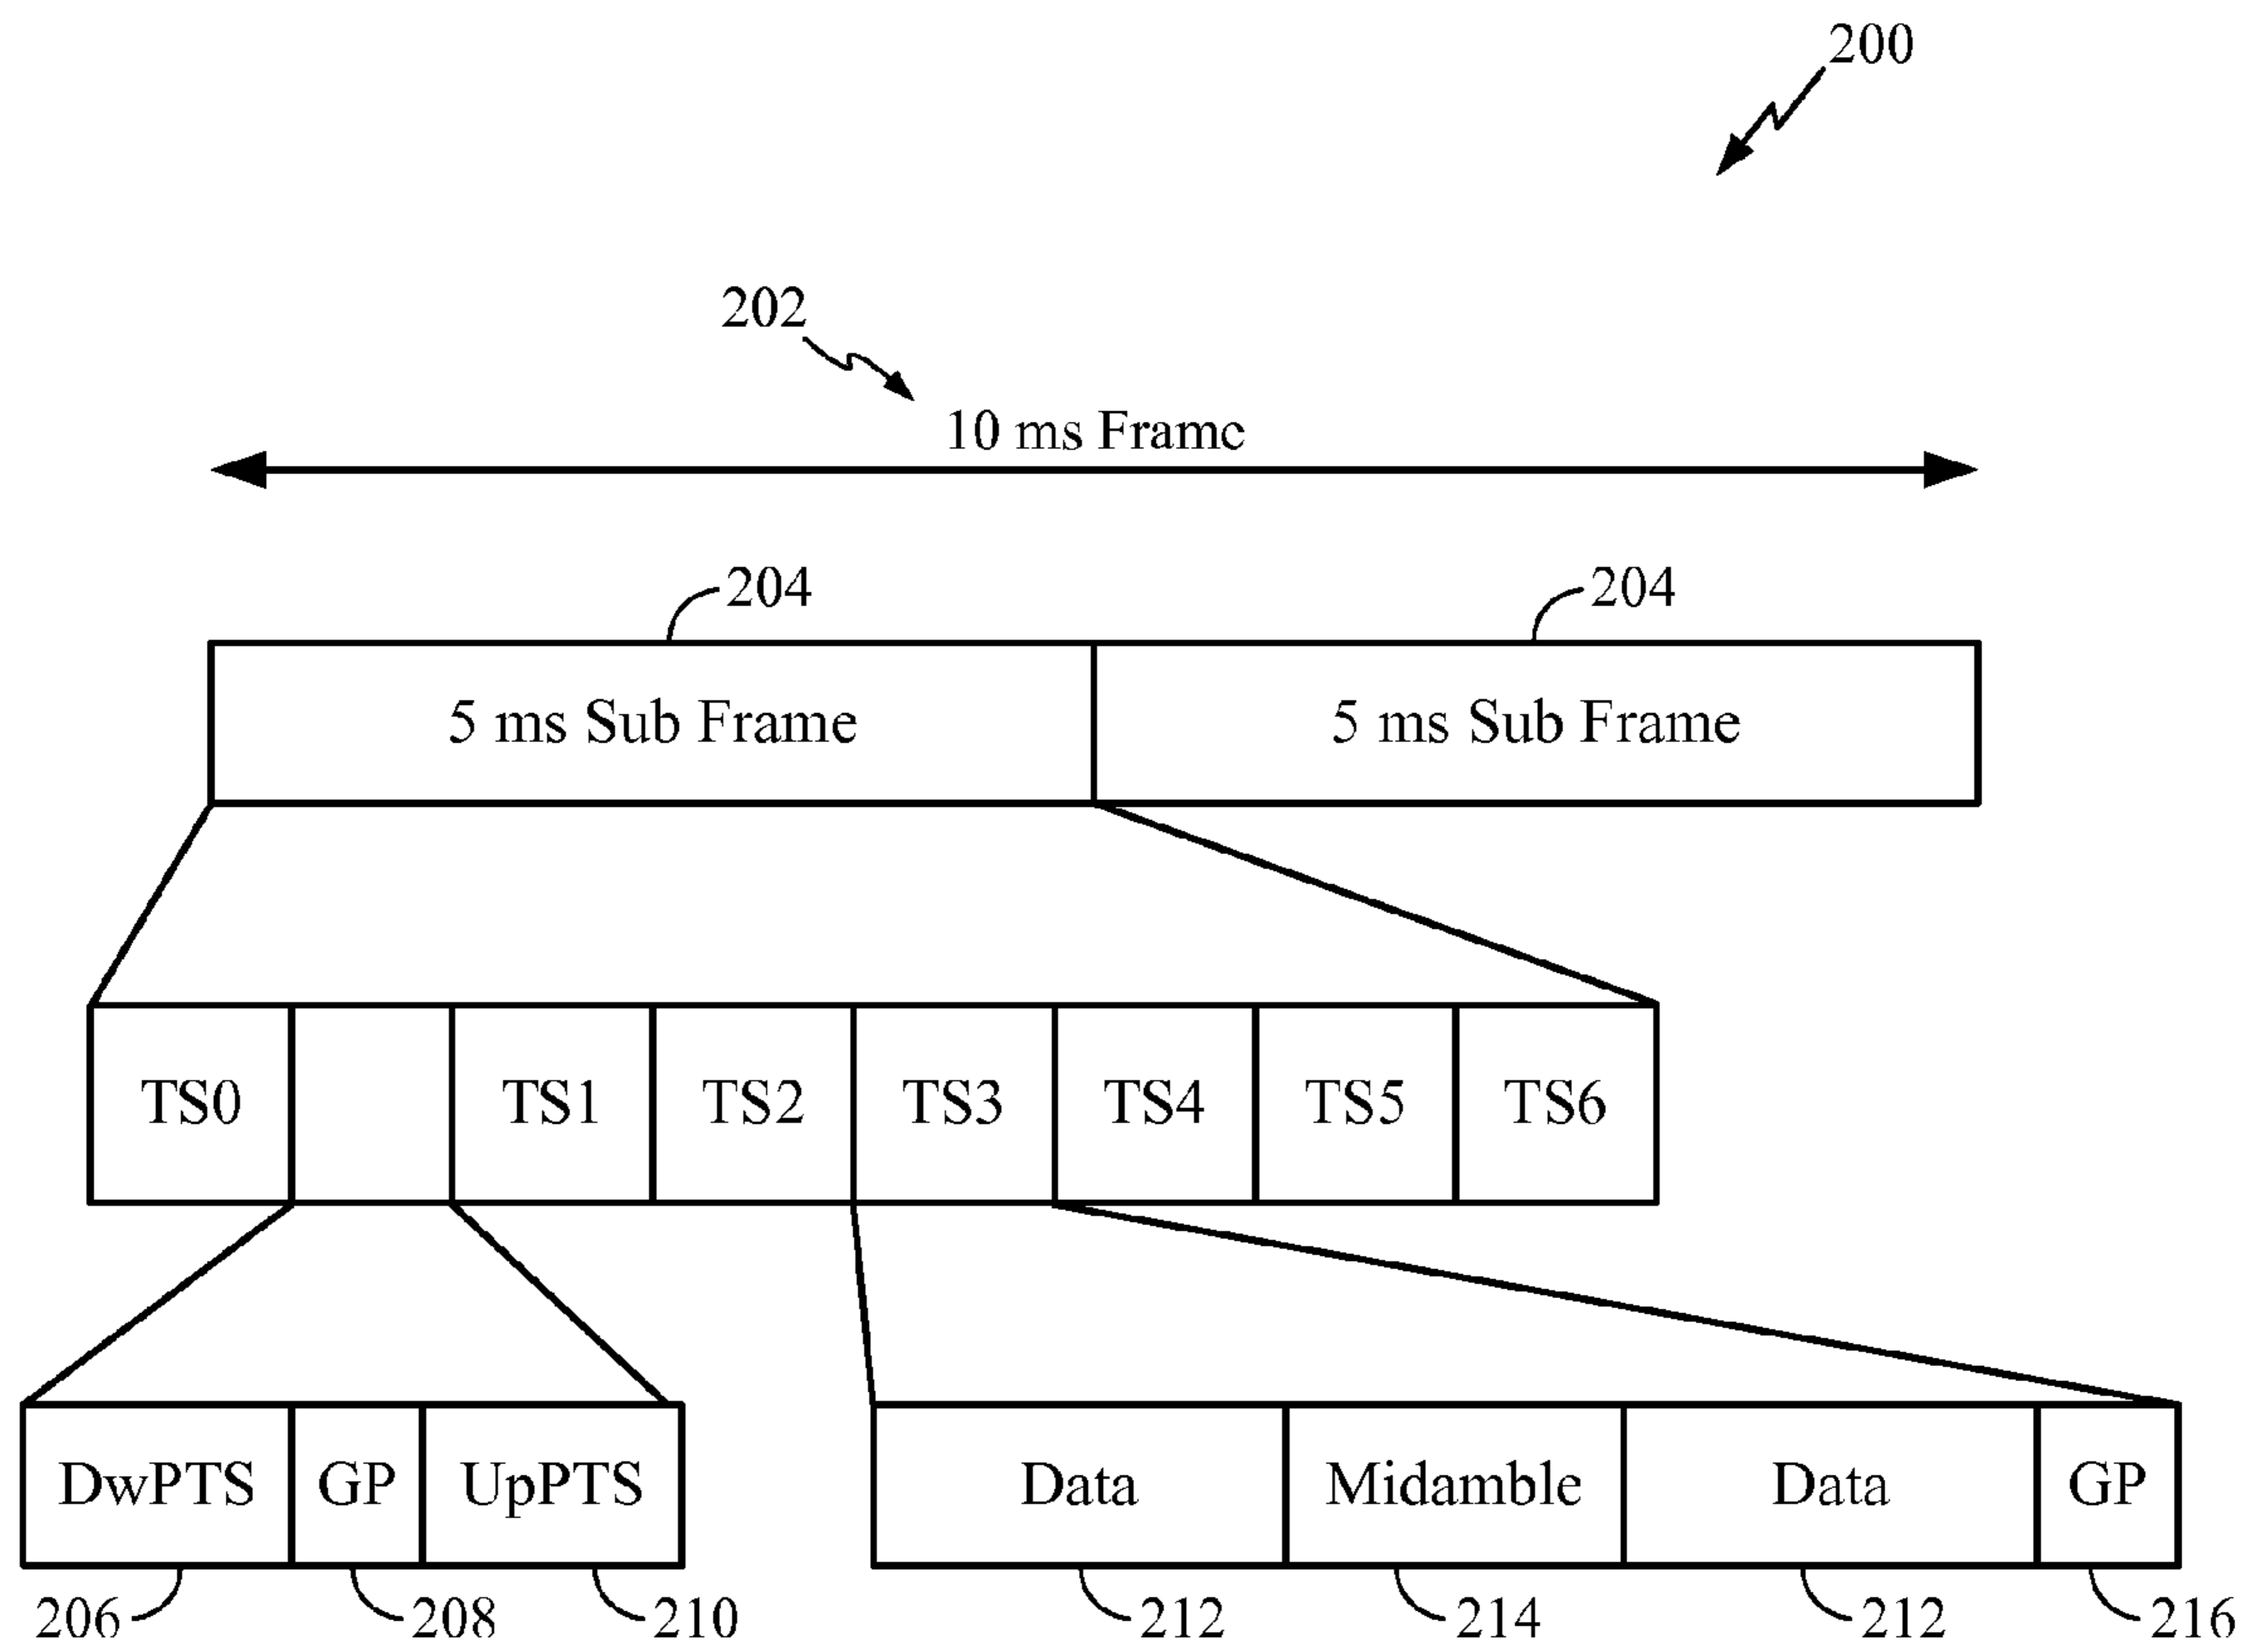 200
202
10 ms Frame
204 204
5 ms Sub Frame 5 ms Sub Frame
TS0 TS1 TS2 TS3 TS4 TS5 TS6
DwPTS GP UpPTS Data Midamble Data GP
206 208 210 212 214 212 216